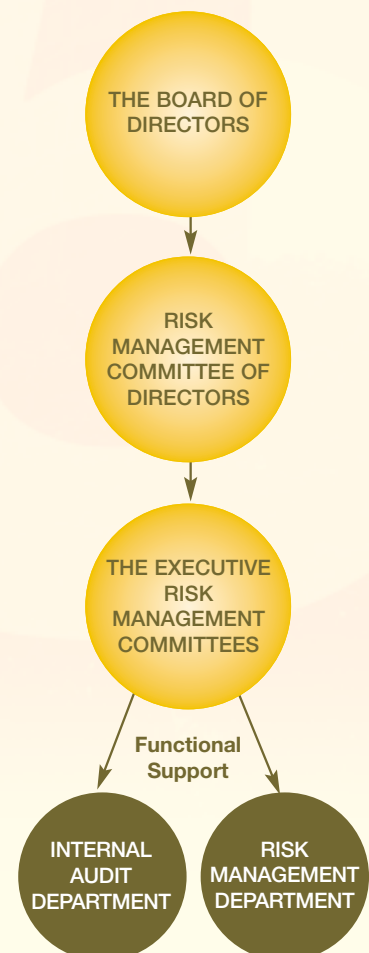 THE BOARD OF
DIRECTORS
RISK
MANAGEMENT
COMMITTEE OF
DIRECTORS
THE EXECUTIVE
RISK
MANAGEMENT
COMMITTEES
Functional
Support
INTERNAL
AUDIT
DEPARTMENT
RISK
MANAGEMENT
DEPARTMENT